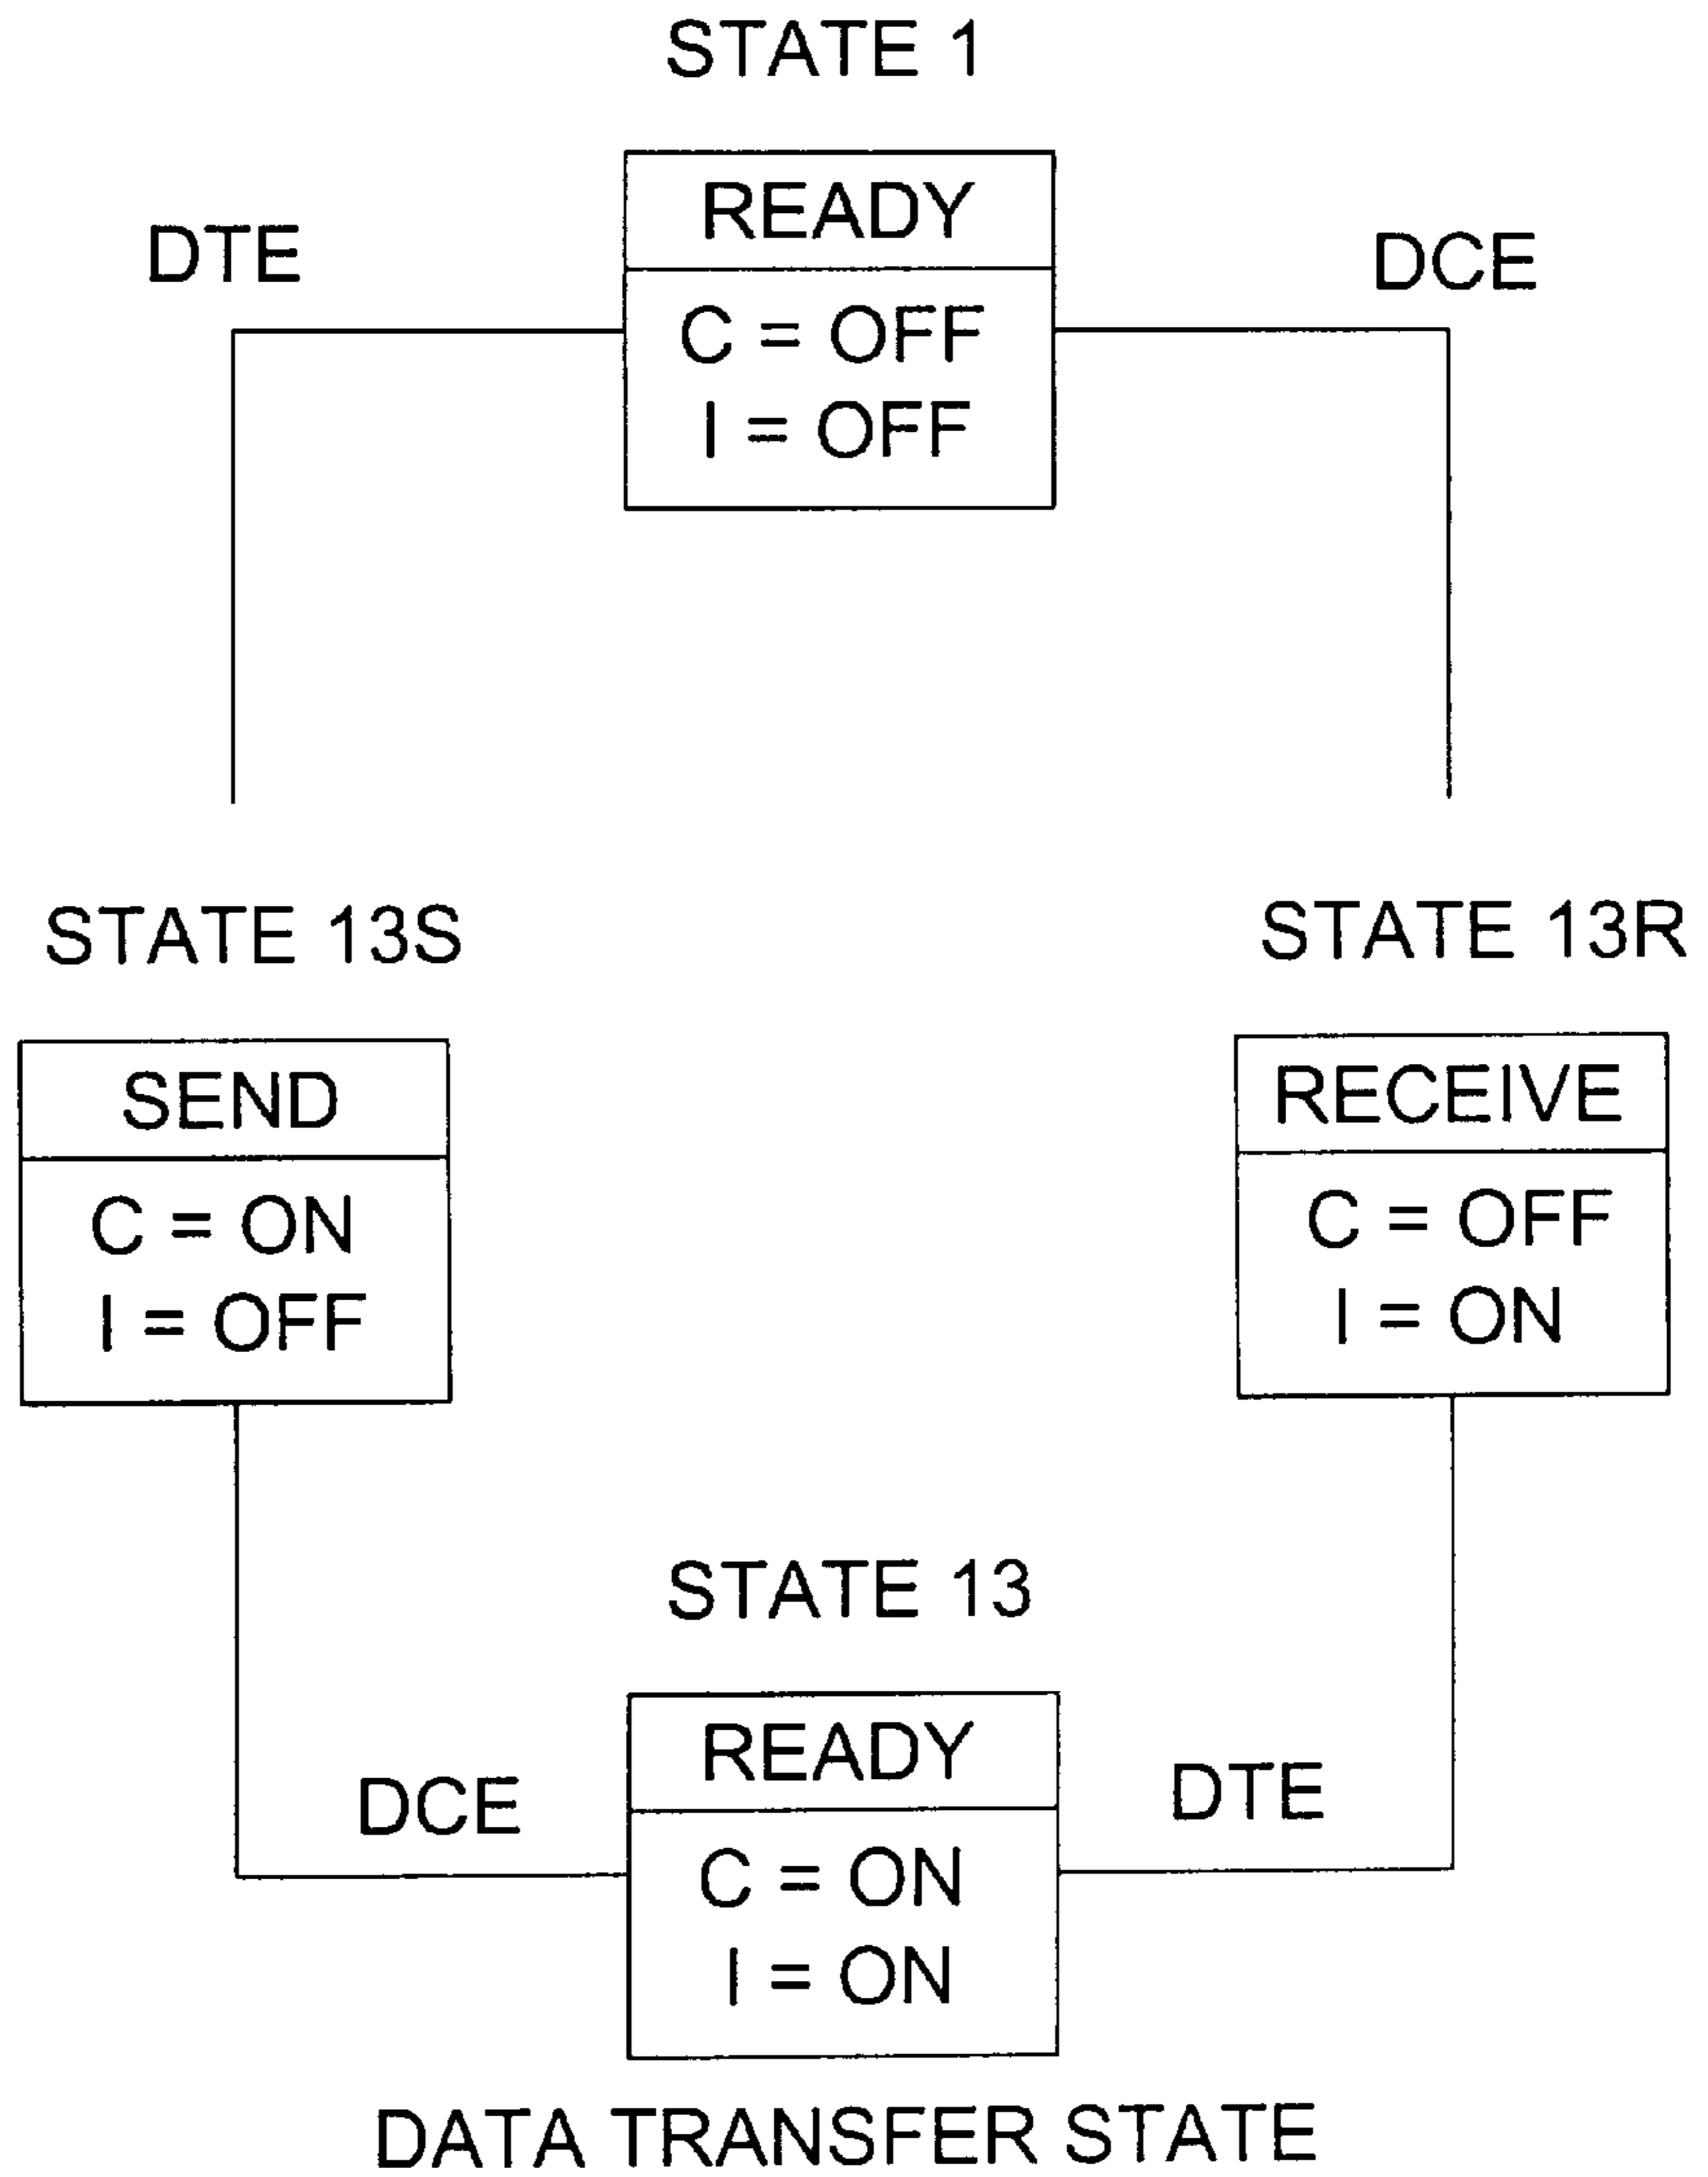 STATE 1
READY
DTE
DCE
C = OFF
I = OFF
STATE 13S
STATE 13R
SEND
C = ON
I = OFF
RECEIVE
C = OFF
I = ON
STATE 13
READY
DCE
DTE
C = ON
I = ON
DATA TRANSFER STATE